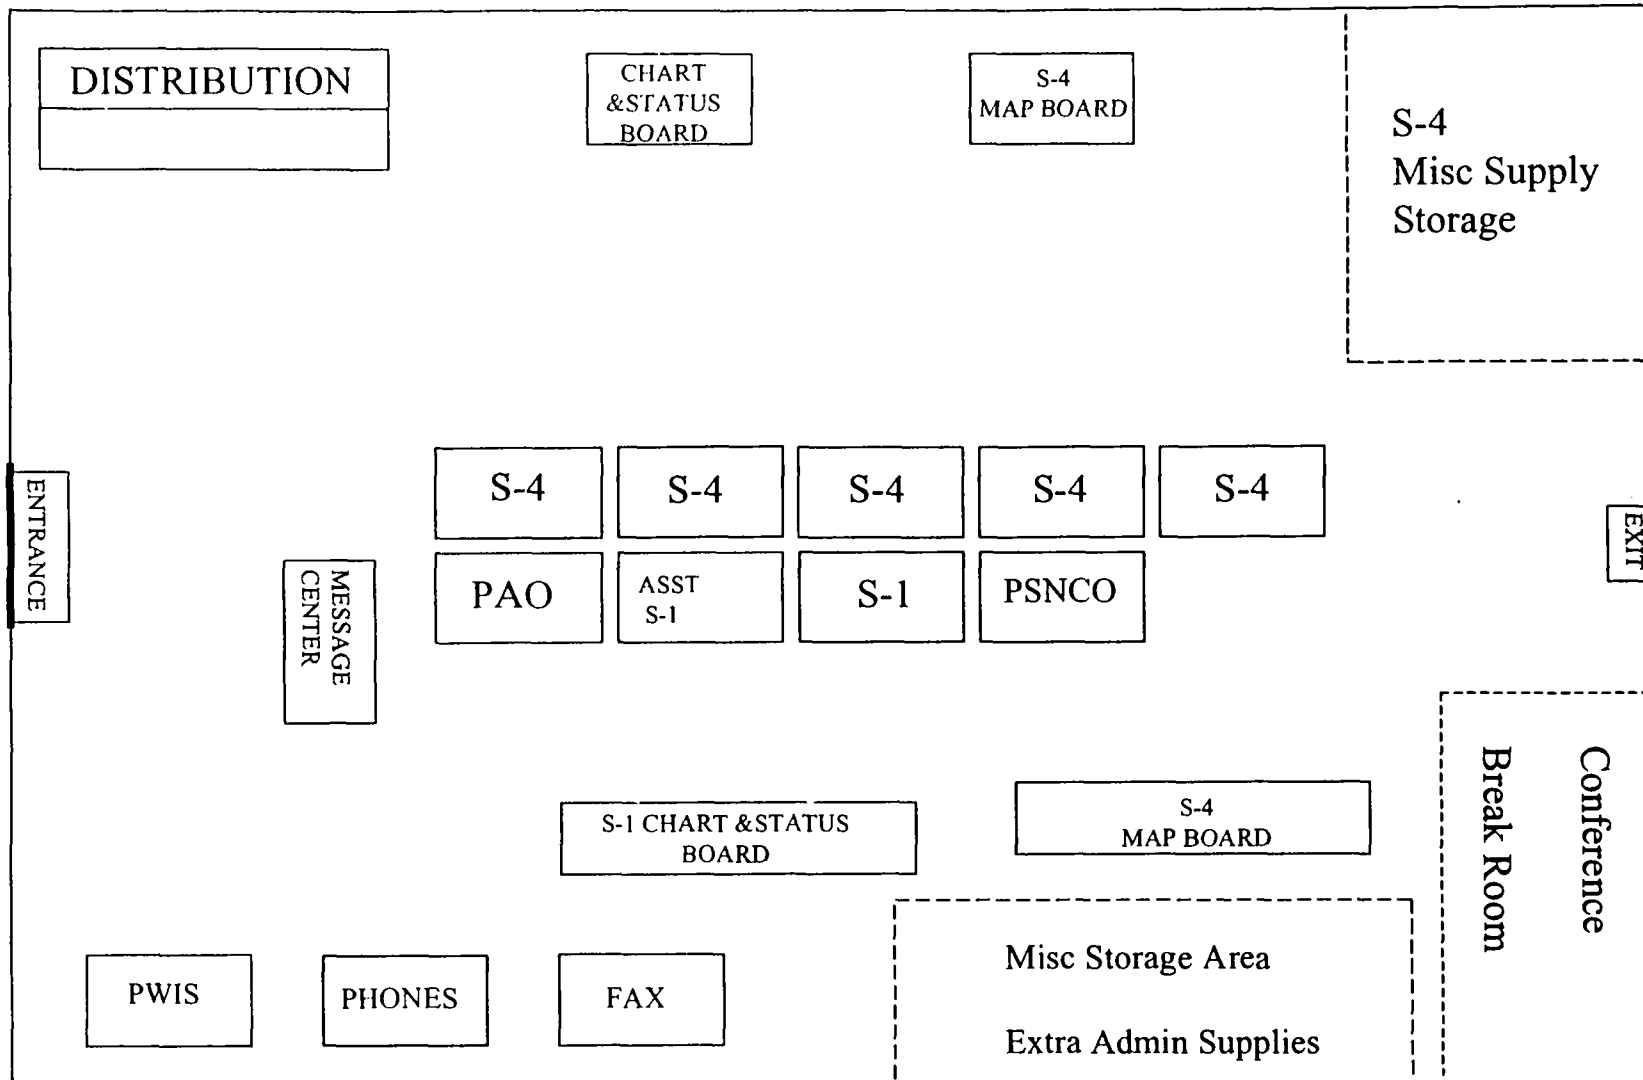 DISTRIBUTION
CHART
&STATUS
BOARD
S-4
MAP BOARD
S-4
Misc Supply
Storage
ENTRANCE
S-4
S-4
S-4
S-4
S-4
EXIT
MESSAGE
CENTER
PAO
ASST
S-1
S-1
PSNCO
S-1 CHART &STATUS
BOARD
S-4
MAP BOARD
Conference
Break Room
PWIS
PHONES
FAX
Misc Storage Area
Extra Admin Supplies